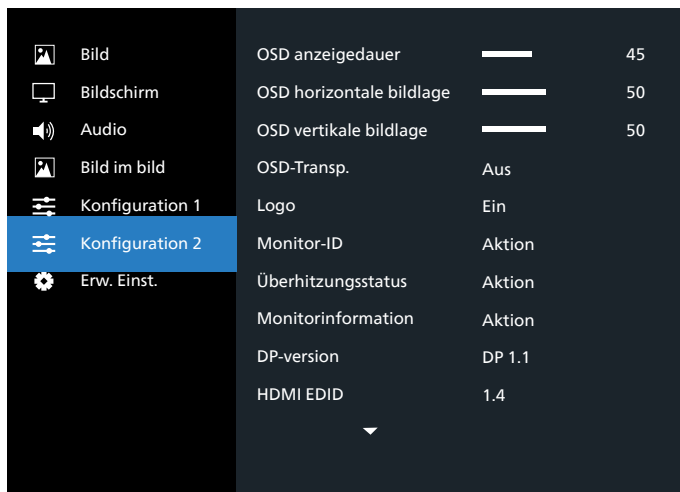 Bild
Bildschirm
Audio
Bild im bild
Konfiguration 1
Konfiguration 2
Erw. Einst.
OSD anzeigedauer 45
OSD horizontale bildlage 50
OSD vertikale bildlage 50
OSD-Transp. Aus
Logo Ein
Monitor-ID Aktion
Überhitzungsstatus Aktion
Monitorinformation Aktion
DP-version DP 1.1
HDMI EDID 1.4